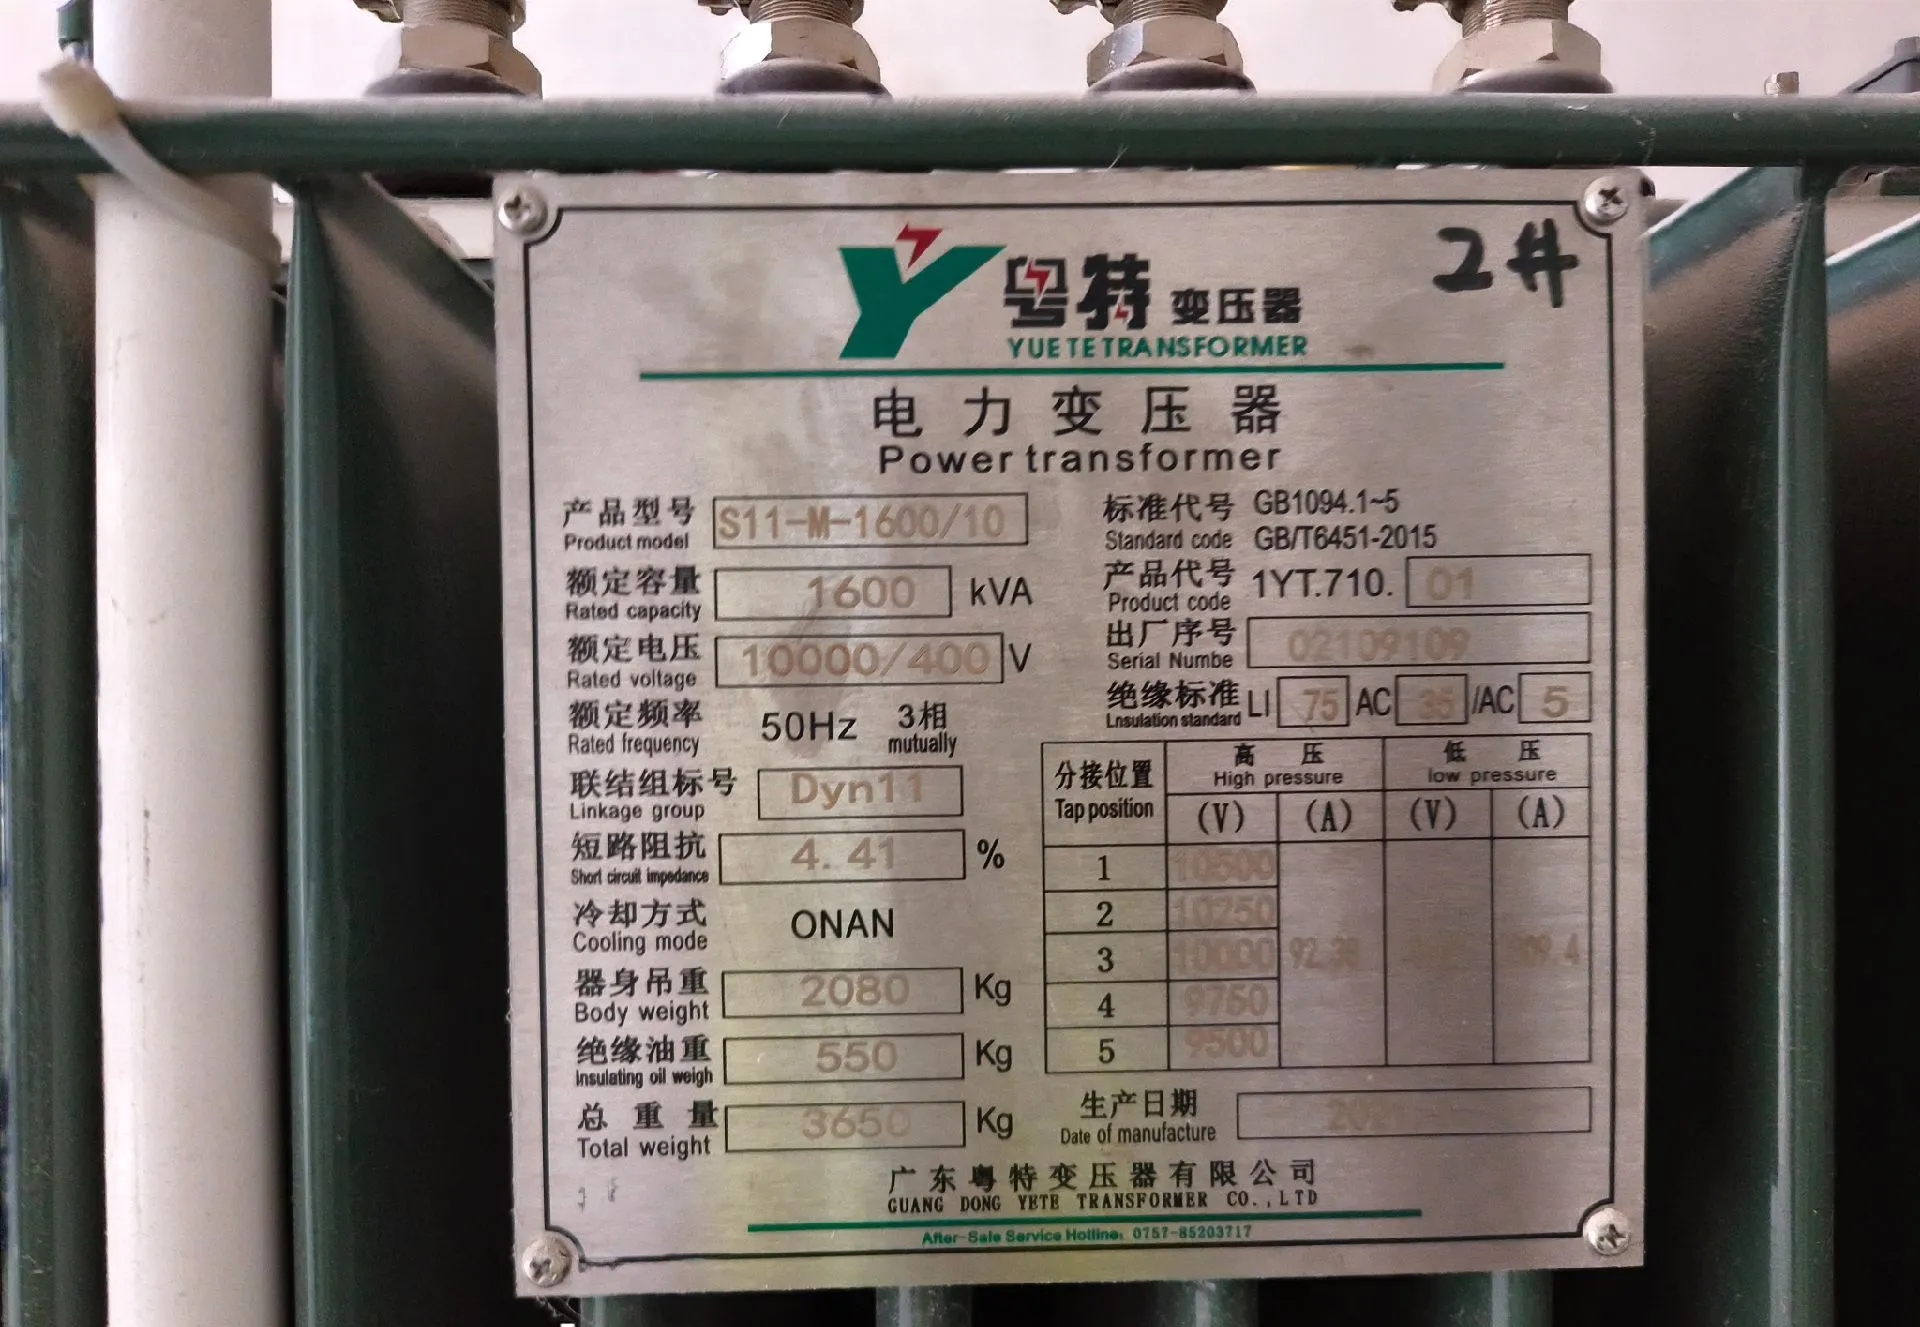 2#
粤特变压器
YUETE TRANSFORMER
电力变压器
Power transformer
产品型号 S11-M-1600/10
Product model
额定容量 1600 kVA
Rated capacity
额定电压 10000/400 V
Rated voltage
额定频率 50Hz 3相
Rated frequency mutually
联结组标号 Dyn11
Linkage group
短路阻抗 4.41 %
Short circuit impedance
冷却方式 ONAN
Cooling mode
器身吊重 2080 Kg
Body weight
绝缘油重 550 Kg
Insulating oil weigh
总重量 3650 Kg
Total weight
标准代号 GB1094.1~5
Standard code GB/T6451-2015
产品代号 1YT.710. 01
Product code
出厂序号 02109109
Serial Numbe
绝缘标准 LI 75 AC 35 /AC 5
Lnsulation standard
分接位置 高压 低压
Tap position High pressure low pressure
(V) (A) (V) (A)
1 10500
2 10250
3 10000 92.38
4 9750
5 9500
生产日期
Date of manufacture
广东粤特变压器有限公司
GUANG DONG YETE TRANSFORMER CO.,LTD
After-Sale Service Hotline: 0757-85203717